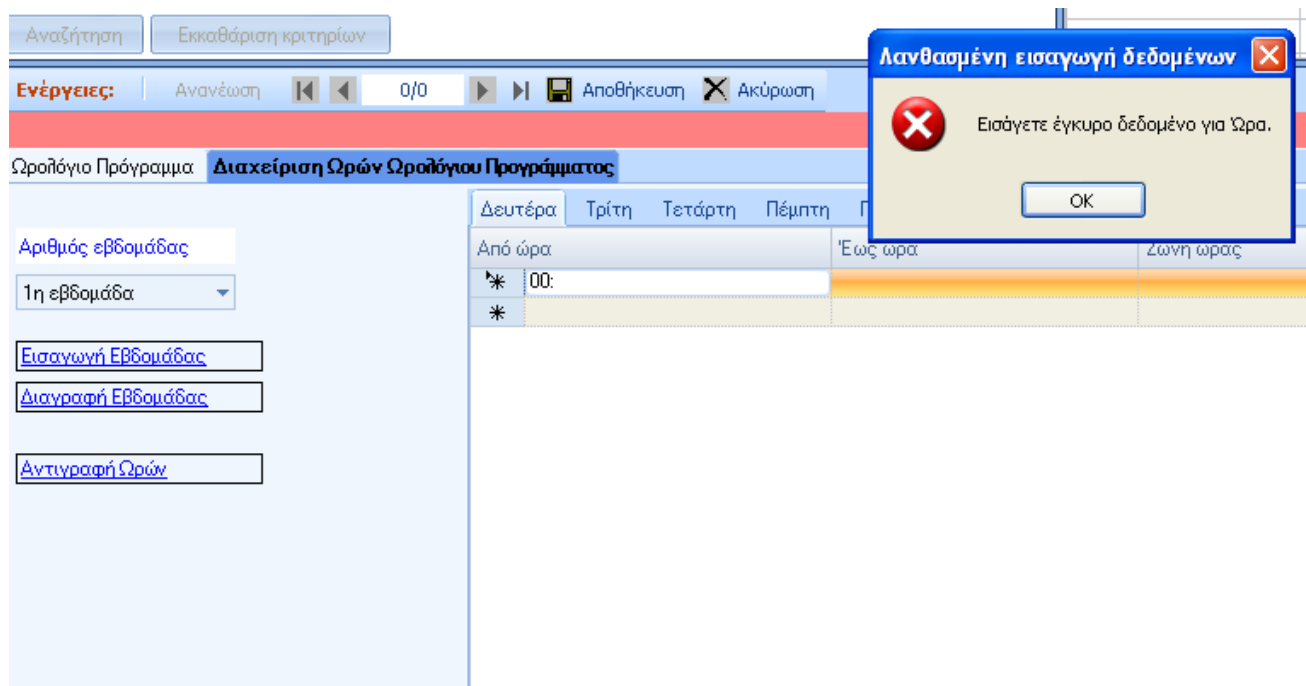 Αναζήτηση Εκκαθάριση κριτηρίων
Λανθασμένη εισαγωγή δεδομένων
Εισάγετε έγκυρο δεδομένο για Ώρα.
OK
Ενέργειες: Ανανέωση 0/0 Αποθήκευση Ακύρωση
Ωρολόγιο Πρόγραμμα Διαχείριση Ωρών Ωρολόγιου Προγράμματος
Δευτέρα Τρίτη Τετάρτη Πέμπτη
Από ώρα Έως ώρα Ζώνη ώρας
00:
Αριθμός εβδομάδας
1η εβδομάδα
Εισαγωγή Εβδομάδας
Διαγραφή Εβδομάδας
Αντιγραφή Ωρών